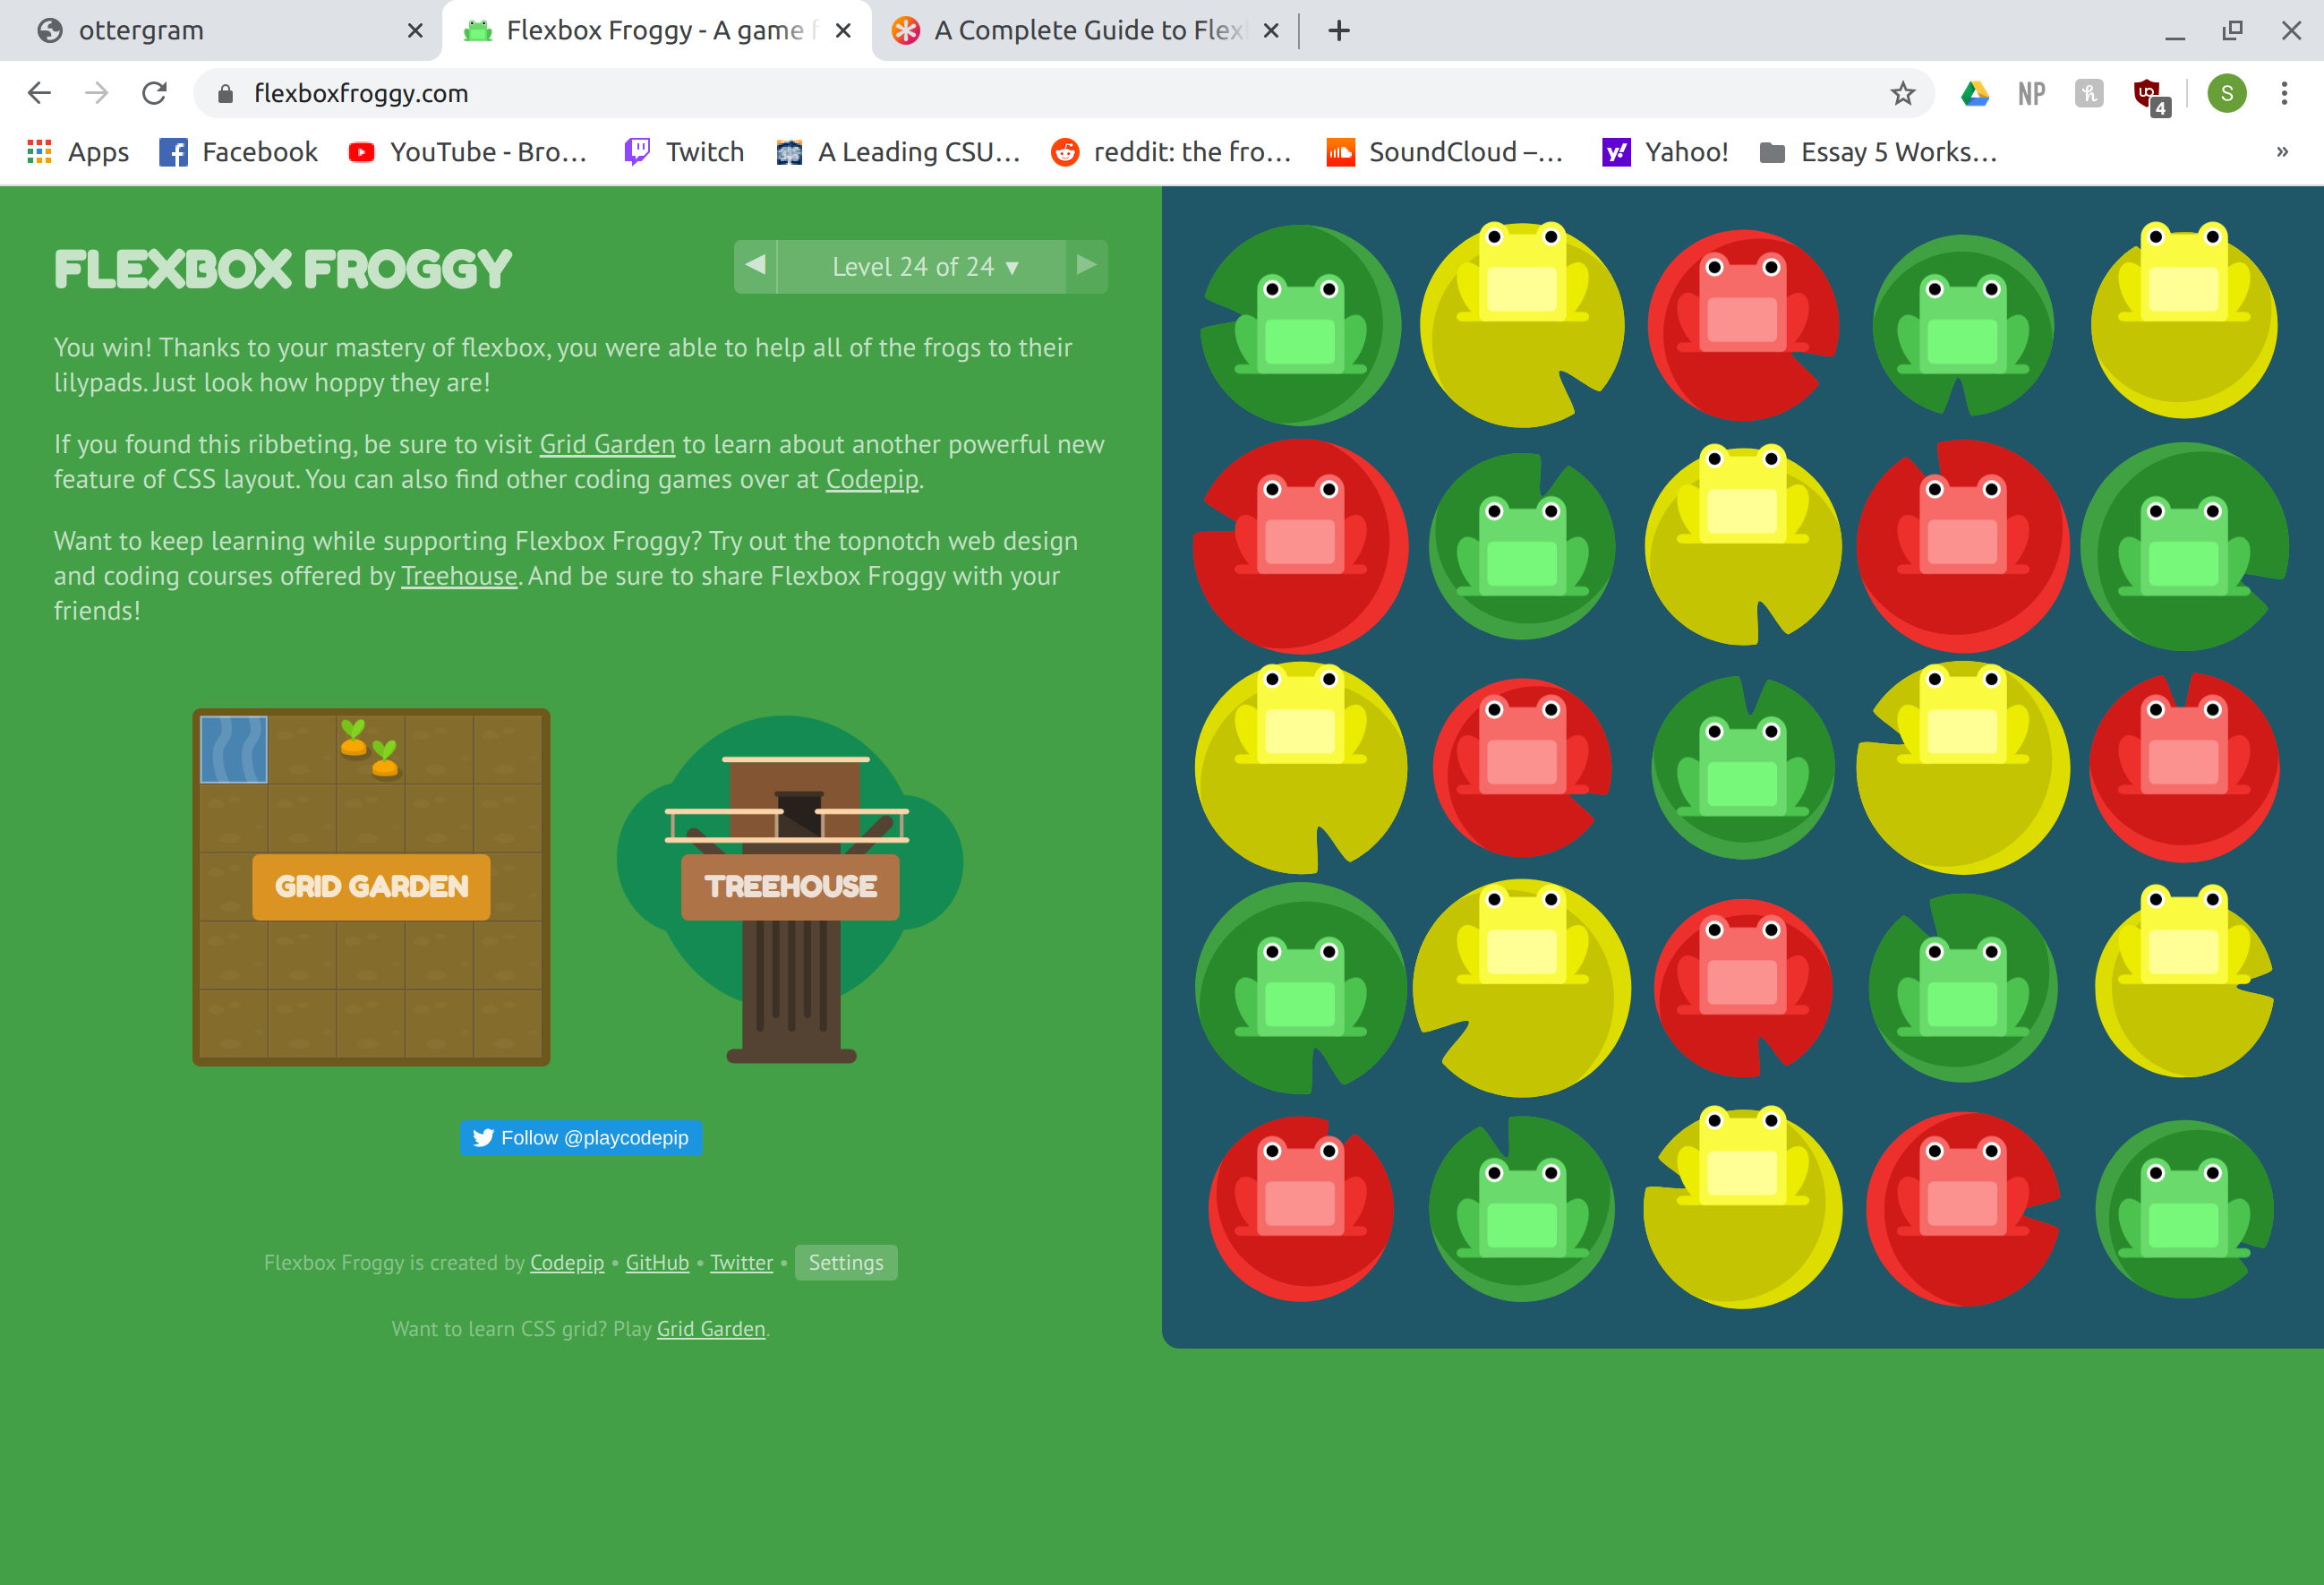 ottergram
Flexbox Froggy - A game f
A Complete Guide to Flex
flexboxfroggy.com
NP
4
S
Apps
Facebook
YouTube - Bro…
Twitch
A Leading CSU…
reddit: the fro…
SoundCloud –…
Yahoo!
Essay 5 Works…
»
FLEXBOX FROGGY
◀ Level 24 of 24 ▼ ▶
You win! Thanks to your mastery of flexbox, you were able to help all of the frogs to their
lilypads. Just look how hoppy they are!
If you found this ribbeting, be sure to visit Grid Garden to learn about another powerful new
feature of CSS layout. You can also find other coding games over at Codepip.
Want to keep learning while supporting Flexbox Froggy? Try out the topnotch web design
and coding courses offered by Treehouse. And be sure to share Flexbox Froggy with your
friends!
GRID GARDEN
TREEHOUSE
Follow @playcodepip
Flexbox Froggy is created by Codepip • GitHub • Twitter • Settings
Want to learn CSS grid? Play Grid Garden.